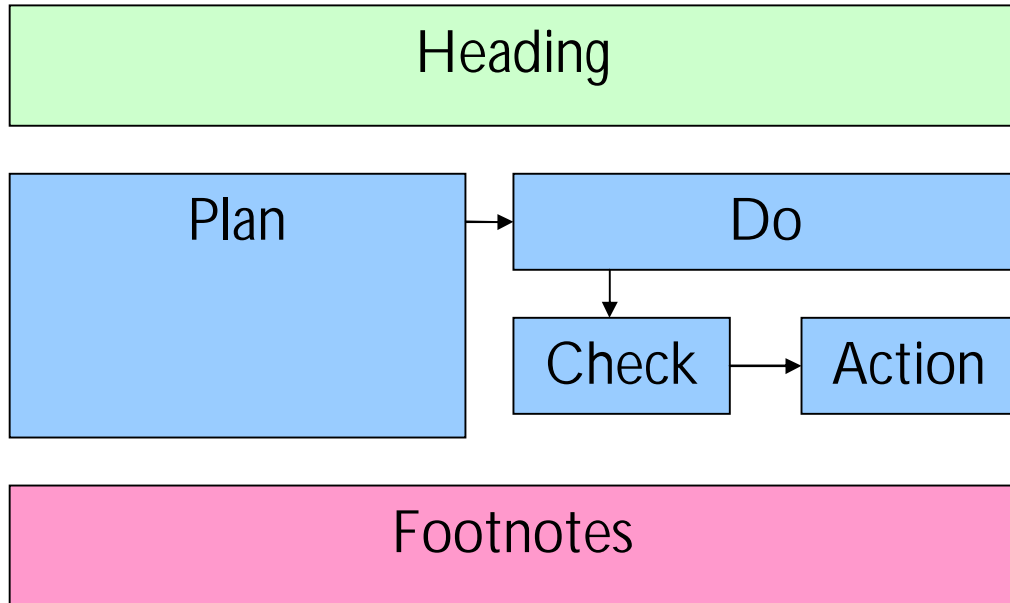 Heading
Plan
Do
Check
Action
Footnotes